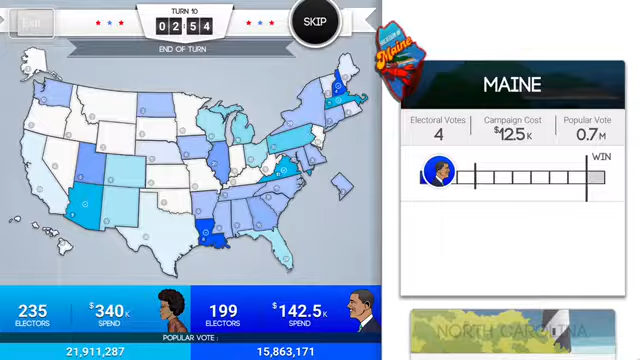 Exit
TURN 10
02:54
END OF TURN
SKIP
Maine
MAINE
Electoral Votes
4
Campaign Cost
$12.5K
Popular Vote
0.7M
WIN
235
ELECTORS
$340K
SPEND
199
ELECTORS
$142.5K
SPEND
POPULAR VOTE :
21,911,287
15,863,171
NORTH CAROLINA